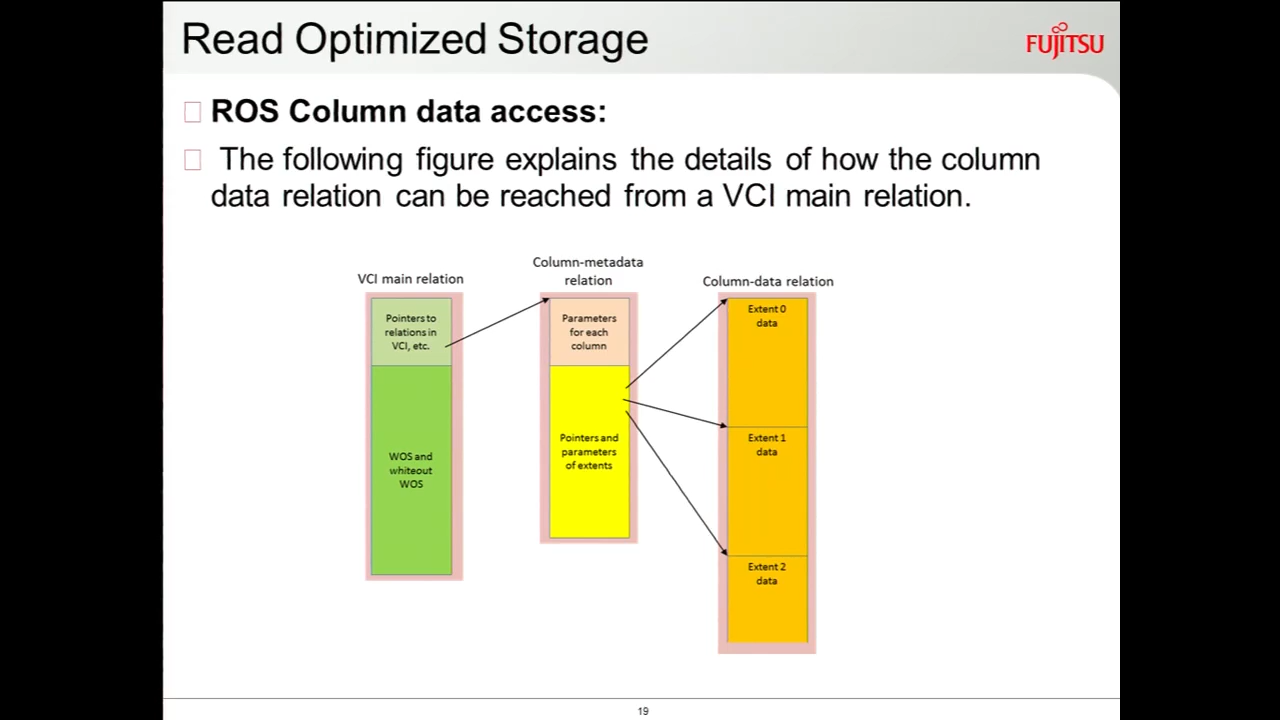 Read Optimized Storage
FUJITSU
ROS Column data access:
The following figure explains the details of how the column
data relation can be reached from a VCI main relation.
VCI main relation
Pointers to
relations in
VCI, etc.
WOS and
whiteout
WOS
Column-metadata
relation
Parameters
for each
column
Pointers and
parameters
of extents
Column-data relation
Extent 0
data
Extent 1
data
Extent 2
data
19